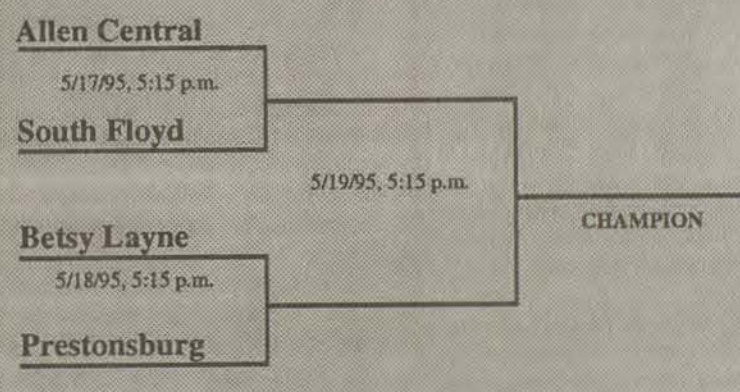 Allen Central
5/17/95, 5:15 p.m.
South Floyd
5/19/95, 5:15 p.m.
CHAMPION
Betsy Layne
5/18/95, 5:15 p.m.
Prestonsburg